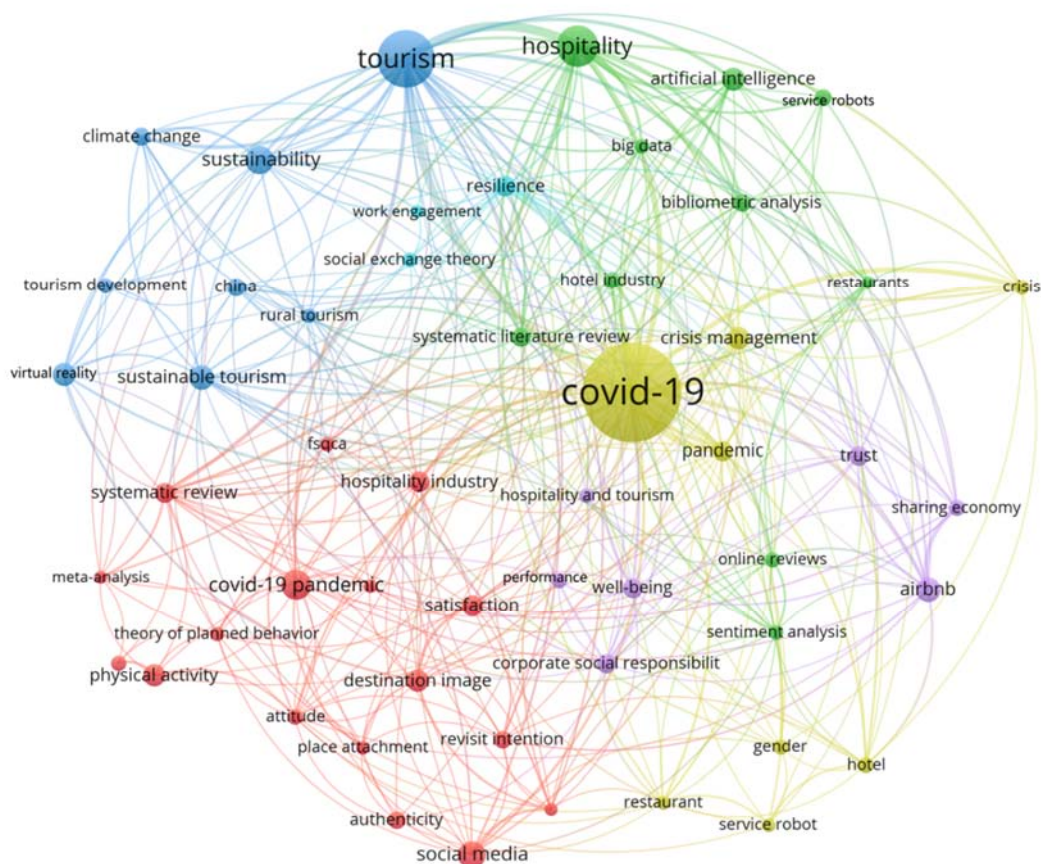 tourism
hospitality
artificial intelligence
service robots
climate change
sustainability
big data
resilience
work engagement
bibliometric analysis
social exchange theory
tourism development
china
hotel industry
restaurants
crisis
rural tourism
systematic literature review
crisis management
virtual reality
sustainable tourism
covid-19
fsqca
pandemic
trust
systematic review
hospitality industry
hospitality and tourism
sharing economy
meta-analysis
covid-19 pandemic
performance
well-being
online reviews
airbnb
satisfaction
theory of planned behavior
sentiment analysis
physical activity
destination image
corporate social responsibilit
attitude
place attachment
revisit intention
gender
hotel
authenticity
restaurant
service robot
social media